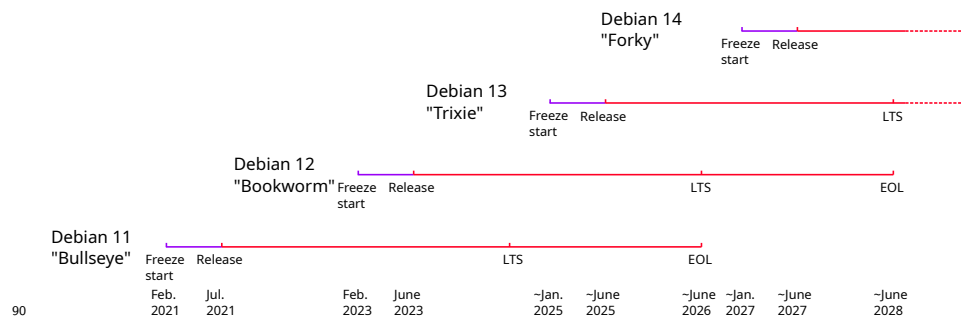 Debian 14
"Forky"
Freeze
start
Release
Debian 13
"Trixie"
Freeze
start
Release
LTS
Debian 12
"Bookworm"
Freeze
start
Release
LTS
EOL
Debian 11
"Bullseye"
Freeze
start
Release
LTS
EOL
Feb.
2021
Jul.
2021
Feb.
2023
June
2023
~Jan.
2025
~June
2025
~June
2026
~Jan.
2027
~June
2027
~June
2028
90